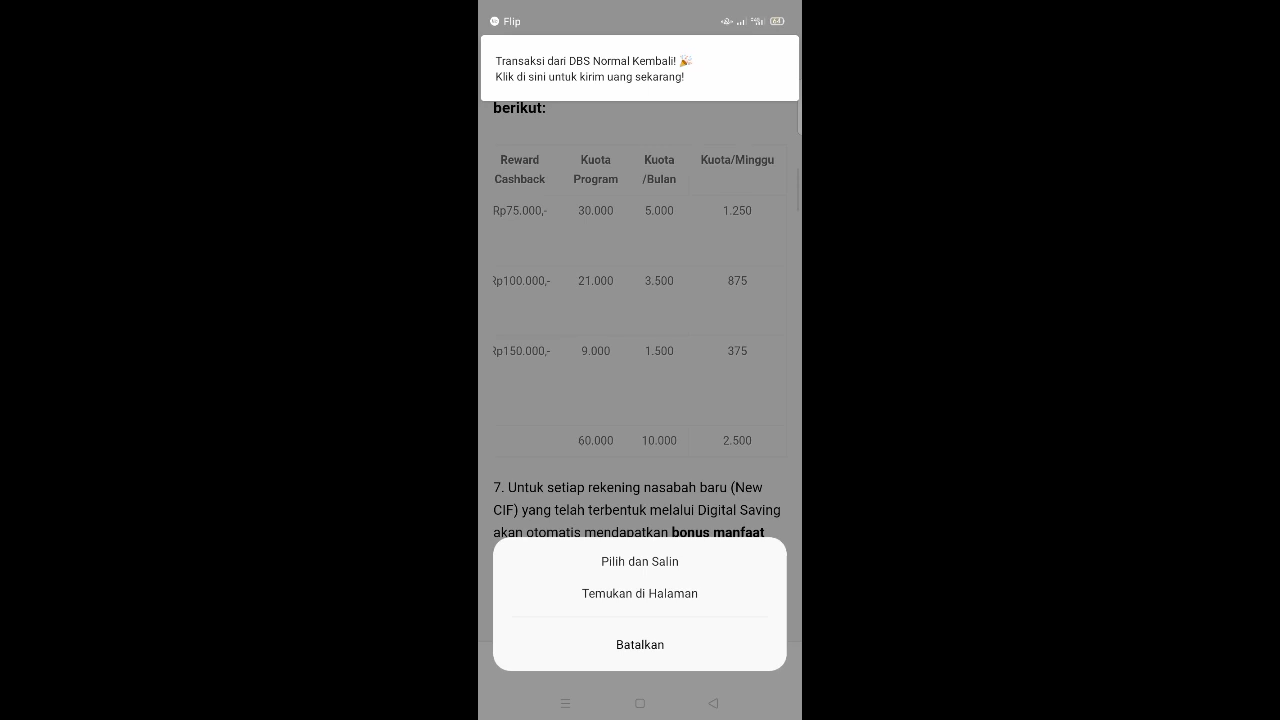 Flip
64
Transaksi dari DBS Normal Kembali! 🎉
Klik di sini untuk kirim uang sekarang!
berikut:
Reward Cashback Kuota Program Kuota /Bulan Kuota/Minggu
Rp75.000,- 30.000 5.000 1.250
Rp100.000,- 21.000 3.500 875
Rp150.000,- 9.000 1.500 375
60.000 10.000 2.500
7. Untuk setiap rekening nasabah baru (New
CIF) yang telah terbentuk melalui Digital Saving
akan otomatis mendapatkan bonus manfaat
Pilih dan Salin
Temukan di Halaman
Batalkan